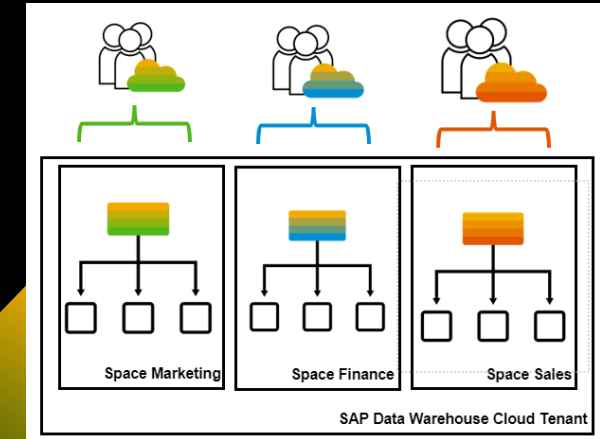 Space Marketing
Space Finance
Space Sales
SAP Data Warehouse Cloud Tenant